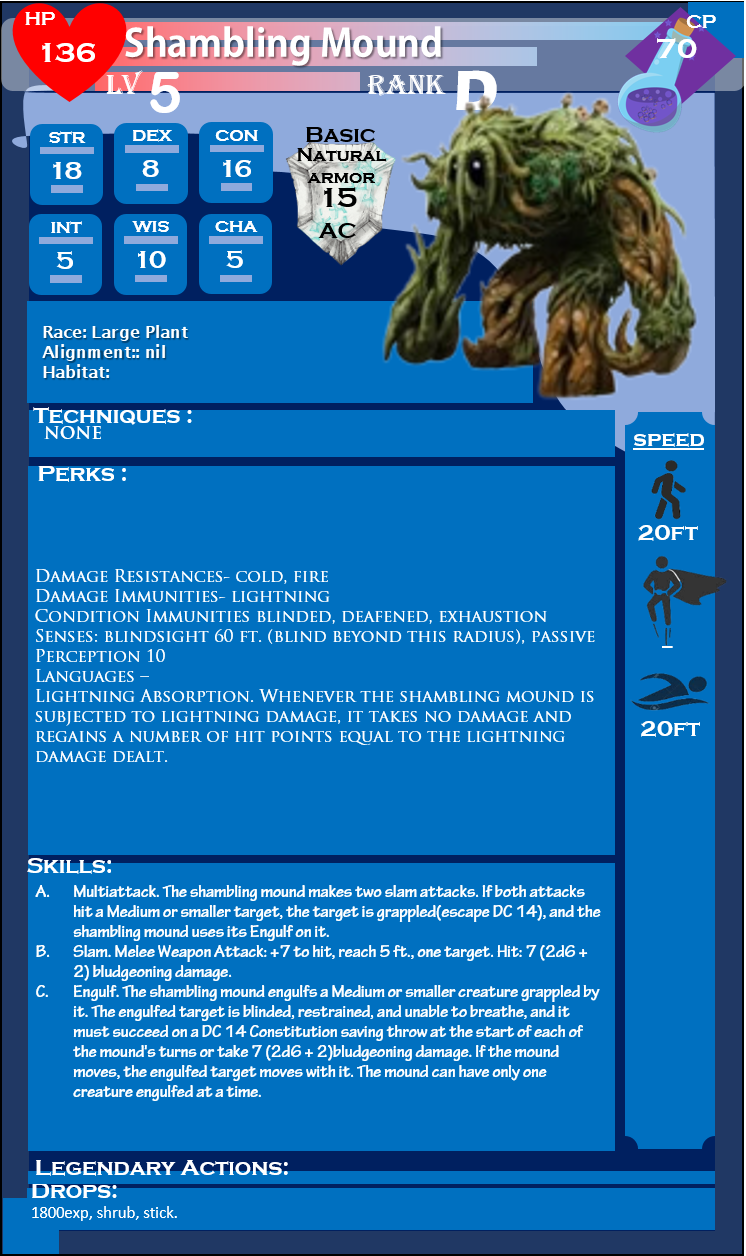 HP
136
Shambling Mound
CP
70
LV 5
RANK D
STR
18
DEX
8
CON
16
INT
5
WIS
10
CHA
5
Basic
Natural
armor
15
AC
Race: Large Plant
Alignment:: nil
Habitat:
Techniques :
none
Perks :
Damage Resistances- cold, fire
Damage Immunities- lightning
Condition Immunities blinded, deafened, exhaustion
Senses: blindsight 60 ft. (blind beyond this radius), passive
Perception 10
Languages –
Lightning Absorption. Whenever the shambling mound is
subjected to lightning damage, it takes no damage and
regains a number of hit points equal to the lightning
damage dealt.
speed
20ft
–
20ft
Skills:
A. Multiattack. The shambling mound makes two slam attacks. If both attacks
hit a Medium or smaller target, the target is grappled(escape DC 14), and the
shambling mound uses its Engulf on it.
B. Slam. Melee Weapon Attack: +7 to hit, reach 5 ft., one target. Hit: 7 (2d6 +
2) bludgeoning damage.
C. Engulf. The shambling mound engulfs a Medium or smaller creature grappled by
it. The engulfed target is blinded, restrained, and unable to breathe, and it
must succeed on a DC 14 Constitution saving throw at the start of each of
the mound's turns or take 7 (2d6 + 2)bludgeoning damage. If the mound
moves, the engulfed target moves with it. The mound can have only one
creature engulfed at a time.
Legendary Actions:
Drops:
1800exp, shrub, stick.